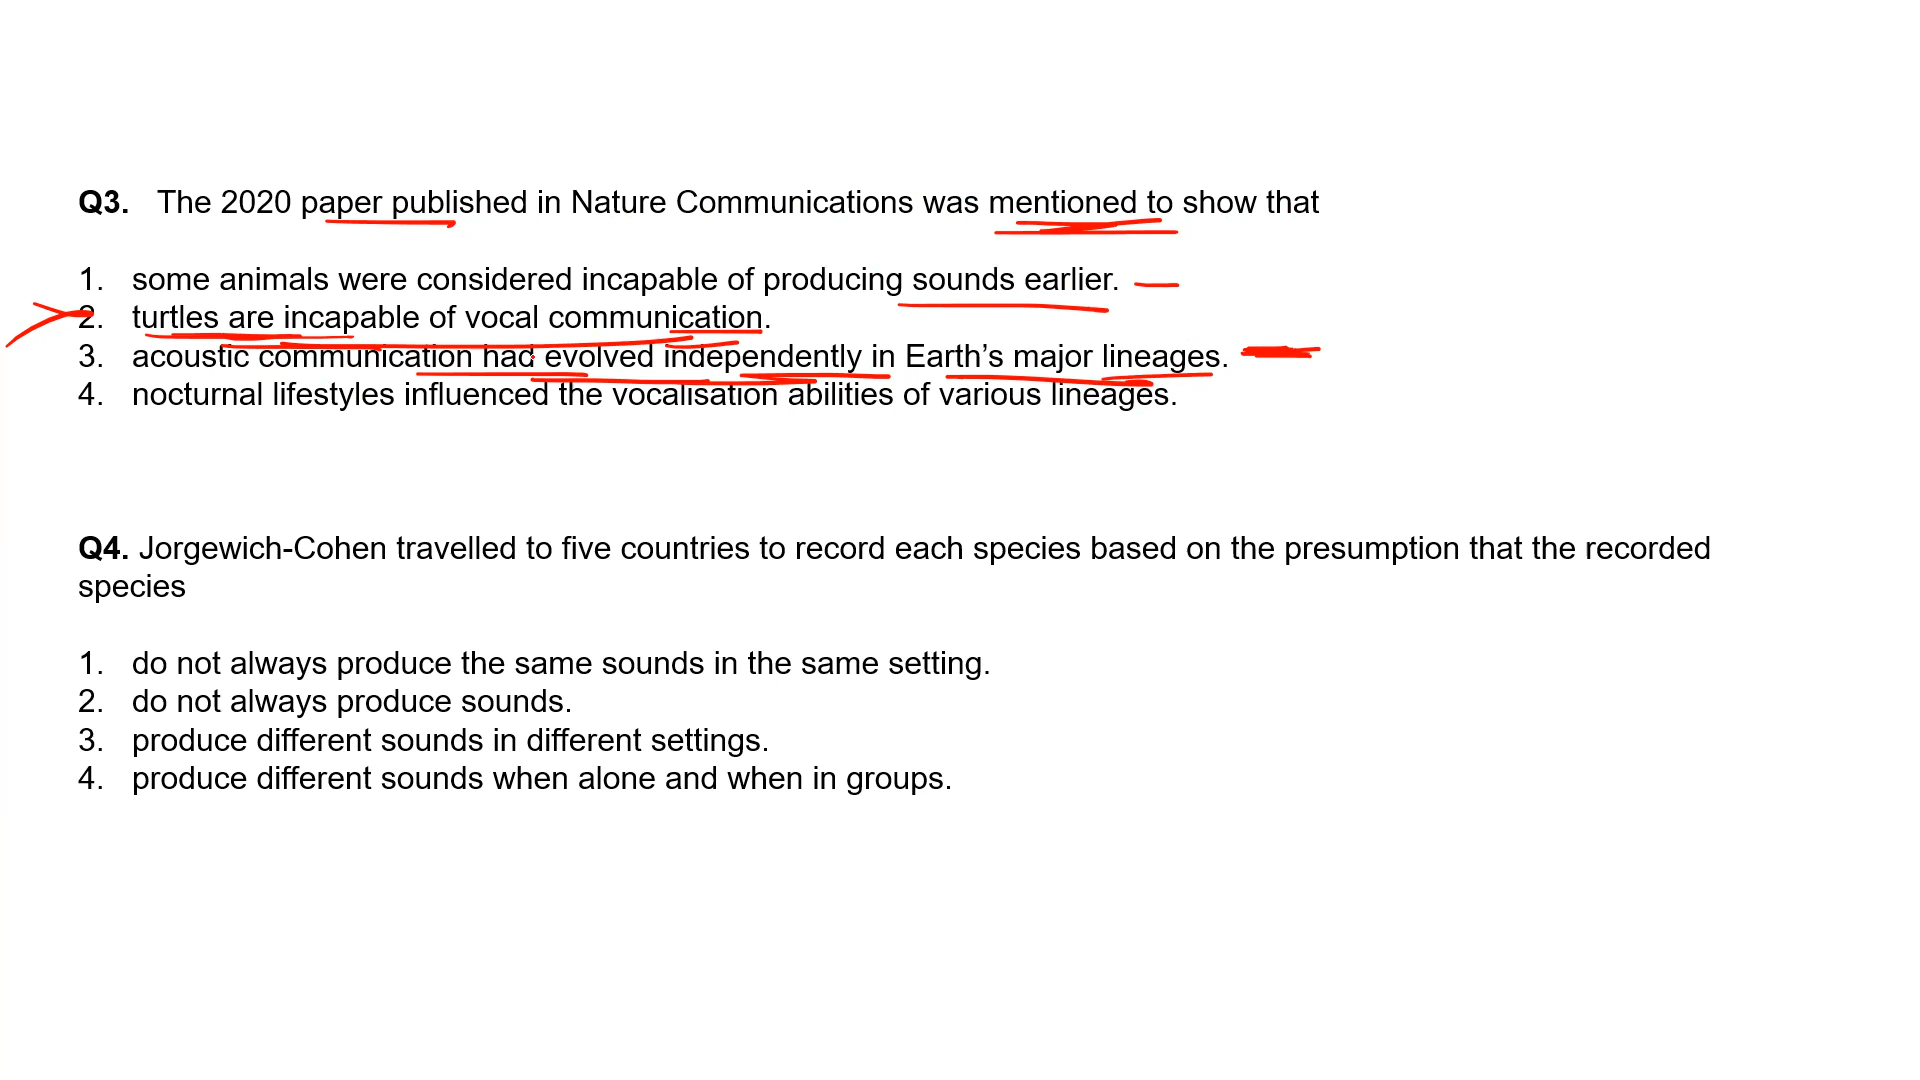 Q3. The 2020 paper published in Nature Communications was mentioned to show that
1. some animals were considered incapable of producing sounds earlier.
2. turtles are incapable of vocal communication.
3. acoustic communication had evolved independently in Earth’s major lineages.
4. nocturnal lifestyles influenced the vocalisation abilities of various lineages.
Q4. Jorgewich-Cohen travelled to five countries to record each species based on the presumption that the recorded
species
1. do not always produce the same sounds in the same setting.
2. do not always produce sounds.
3. produce different sounds in different settings.
4. produce different sounds when alone and when in groups.